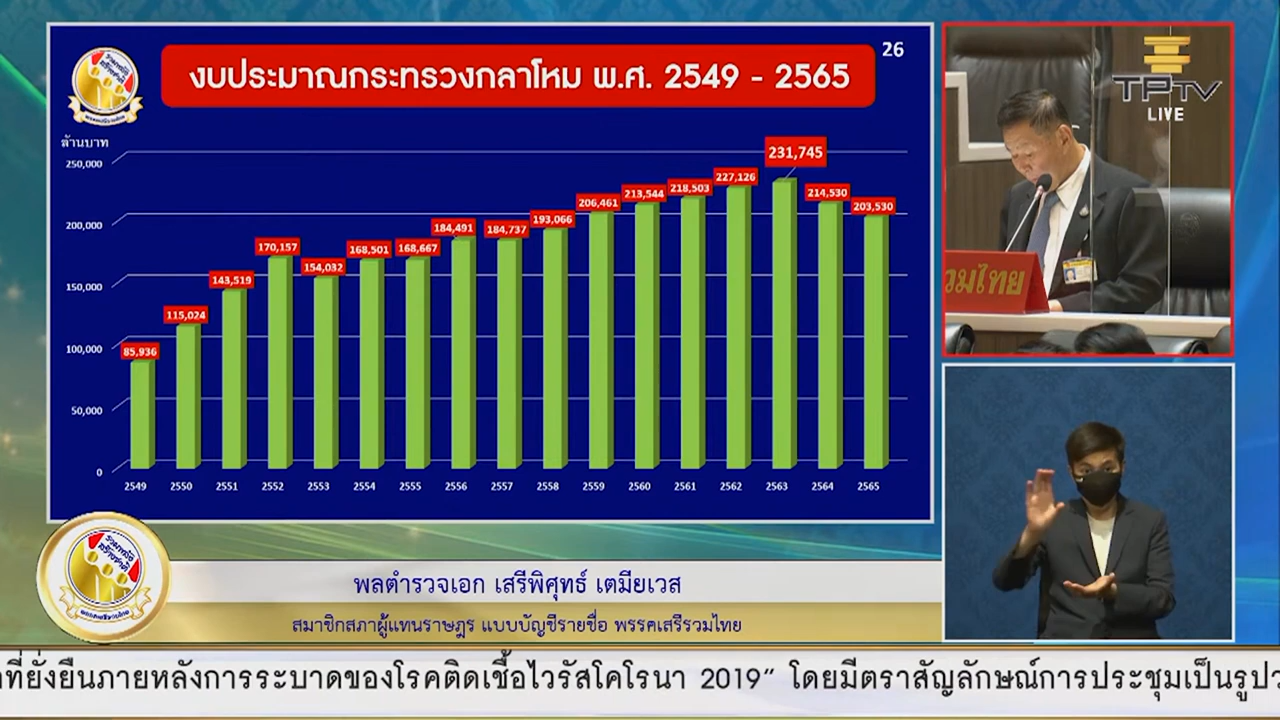 26
งบประมาณกระทรวงกลาโหม พ.ศ. 2549 - 2565
ล้านบาท
250,000
200,000
150,000
100,000
50,000
0
85,936
115,024
143,519
170,157
154,032
168,501
168,667
184,491
184,737
193,066
206,461
213,544
218,503
227,126
231,745
214,530
203,530
2549 2550 2551 2552 2553 2554 2555 2556 2557 2558 2559 2560 2561 2562 2563 2564 2565
TPTV
LIVE
วมไทย
พลตำรวจเอก เสรีพิศุทธ์ เตมียเวส
สมาชิกสภาผู้แทนราษฎร แบบบัญชีรายชื่อ พรรคเสรีรวมไทย
ที่ยั่งยืนภายหลังการระบาดของโรคติดเชื้อไวรัสโคโรนา 2019” โดยมีตราสัญลักษณ์การประชุมเป็นรูปว